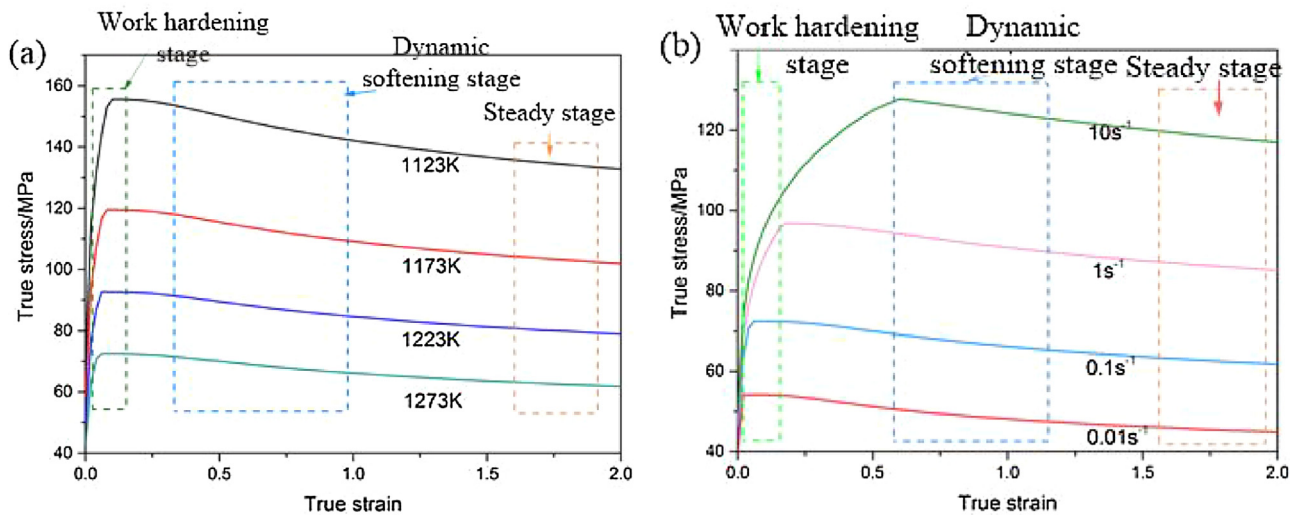 (a)
Work hardening
stage
Dynamic
softening stage
Steady stage
160
140
120
100
80
60
40
True stress/MPa
1123K
1173K
1223K
1273K
0.0 0.5 1.0 1.5 2.0
True strain
(b)
Work hardening
stage
Dynamic
softening stage
Steady stage
120
100
80
60
40
True stress/MPa
10s⁻¹
1s⁻¹
0.1s⁻¹
0.01s⁻¹
0.0 0.5 1.0 1.5 2.0
True strain